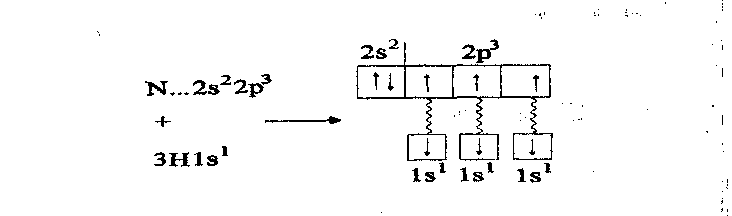 2s² 2p³
N...2s²2p³
↑↓ ↑ ↑ ↑
+
3H1s¹
↓ ↓ ↓
1s¹ 1s¹ 1s¹